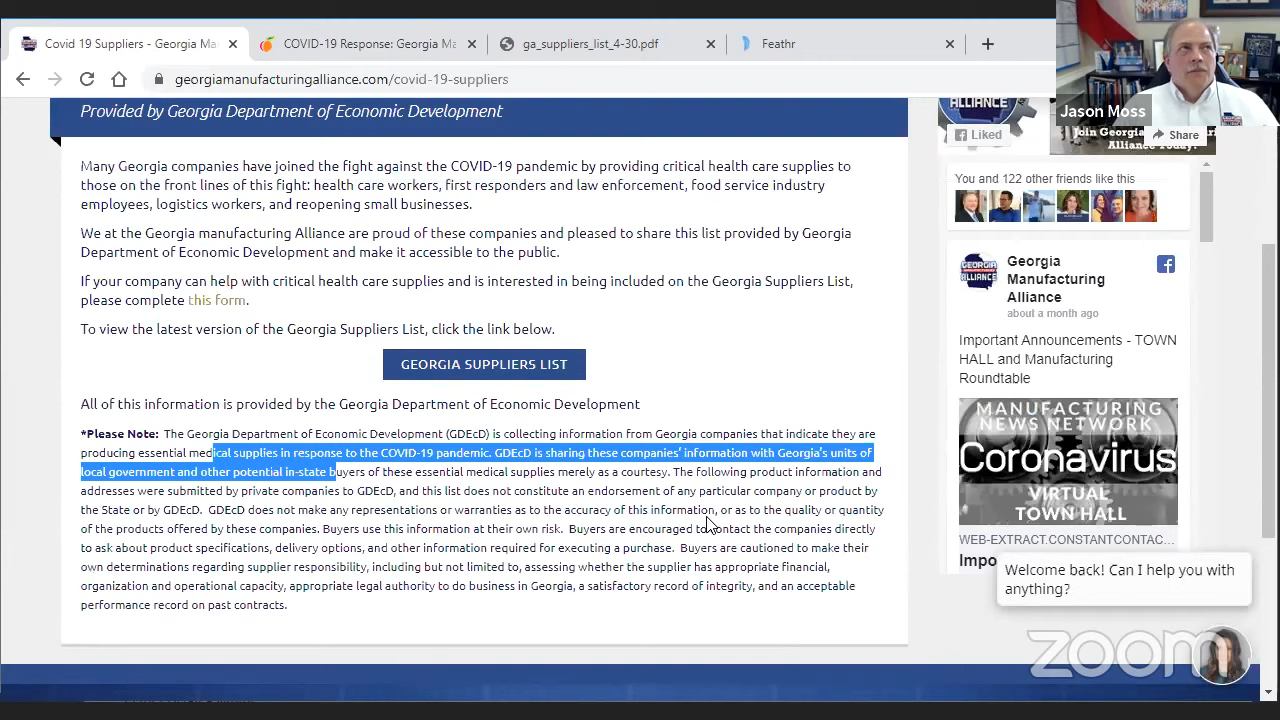 Covid 19 Suppliers - Georgia Ma
COVID-19 Response: Georgia M
ga_suppliers_list_4-30.pdf
Feathr
georgiamanufacturingalliance.com/covid-19-suppliers
Jason Moss
Provided by Georgia Department of Economic Development
Many Georgia companies have joined the fight against the COVID-19 pandemic by providing critical health care supplies to
those on the front lines of this fight: health care workers, first responders and law enforcement, food service industry
employees, logistics workers, and reopening small businesses.
We at the Georgia manufacturing Alliance are proud of these companies and pleased to share this list provided by Georgia
Department of Economic Development and make it accessible to the public.
If your company can help with critical health care supplies and is interested in being included on the Georgia Suppliers List,
please complete this form.
To view the latest version of the Georgia Suppliers List, click the link below.
GEORGIA SUPPLIERS LIST
All of this information is provided by the Georgia Department of Economic Development
*Please Note: The Georgia Department of Economic Development (GDEcD) is collecting information from Georgia companies that indicate they are
producing essential medical supplies in response to the COVID-19 pandemic. GDEcD is sharing these companies' information with Georgia's units of
local government and other potential in-state buyers of these essential medical supplies merely as a courtesy. The following product information and
addresses were submitted by private companies to GDEcD, and this list does not constitute an endorsement of any particular company or product by
the State or by GDEcD. GDEcD does not make any representations or warranties as to the accuracy of this information, or as to the quality or quantity
of the products offered by these companies. Buyers use this information at their own risk. Buyers are encouraged to contact the companies directly
to ask about product specifications, delivery options, and other information required for executing a purchase. Buyers are cautioned to make their
own determinations regarding supplier responsibility, including but not limited to, assessing whether the supplier has appropriate financial,
organization and operational capacity, appropriate legal authority to do business in Georgia, a satisfactory record of integrity, and an acceptable
performance record on past contracts.
ALLIANCE
Liked
Join Georgia
Alliance Today!
Share
You and 122 other friends like this
Georgia
Manufacturing
Alliance
about a month ago
Important Announcements - TOWN
HALL and Manufacturing
Roundtable
MANUFACTURING
NEWS NETWORK
Coronavirus
VIRTUAL
TOWN HALL
WEB-EXTRACT.CONSTANTCONTAC...
Impo
Welcome back! Can I help you with
anything?
zoom